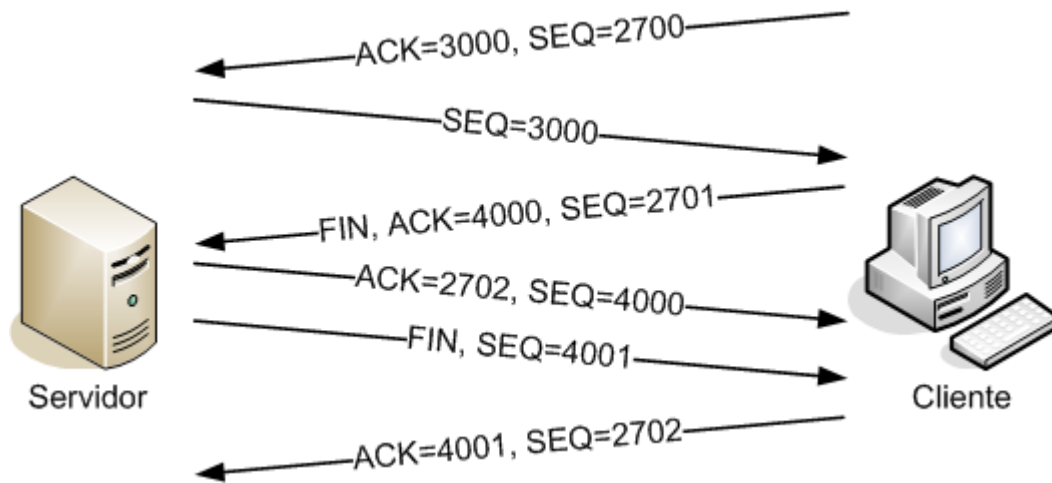 ACK=3000, SEQ=2700
SEQ=3000
FIN, ACK=4000, SEQ=2701
ACK=2702, SEQ=4000
FIN, SEQ=4001
ACK=4001, SEQ=2702
Servidor
Cliente